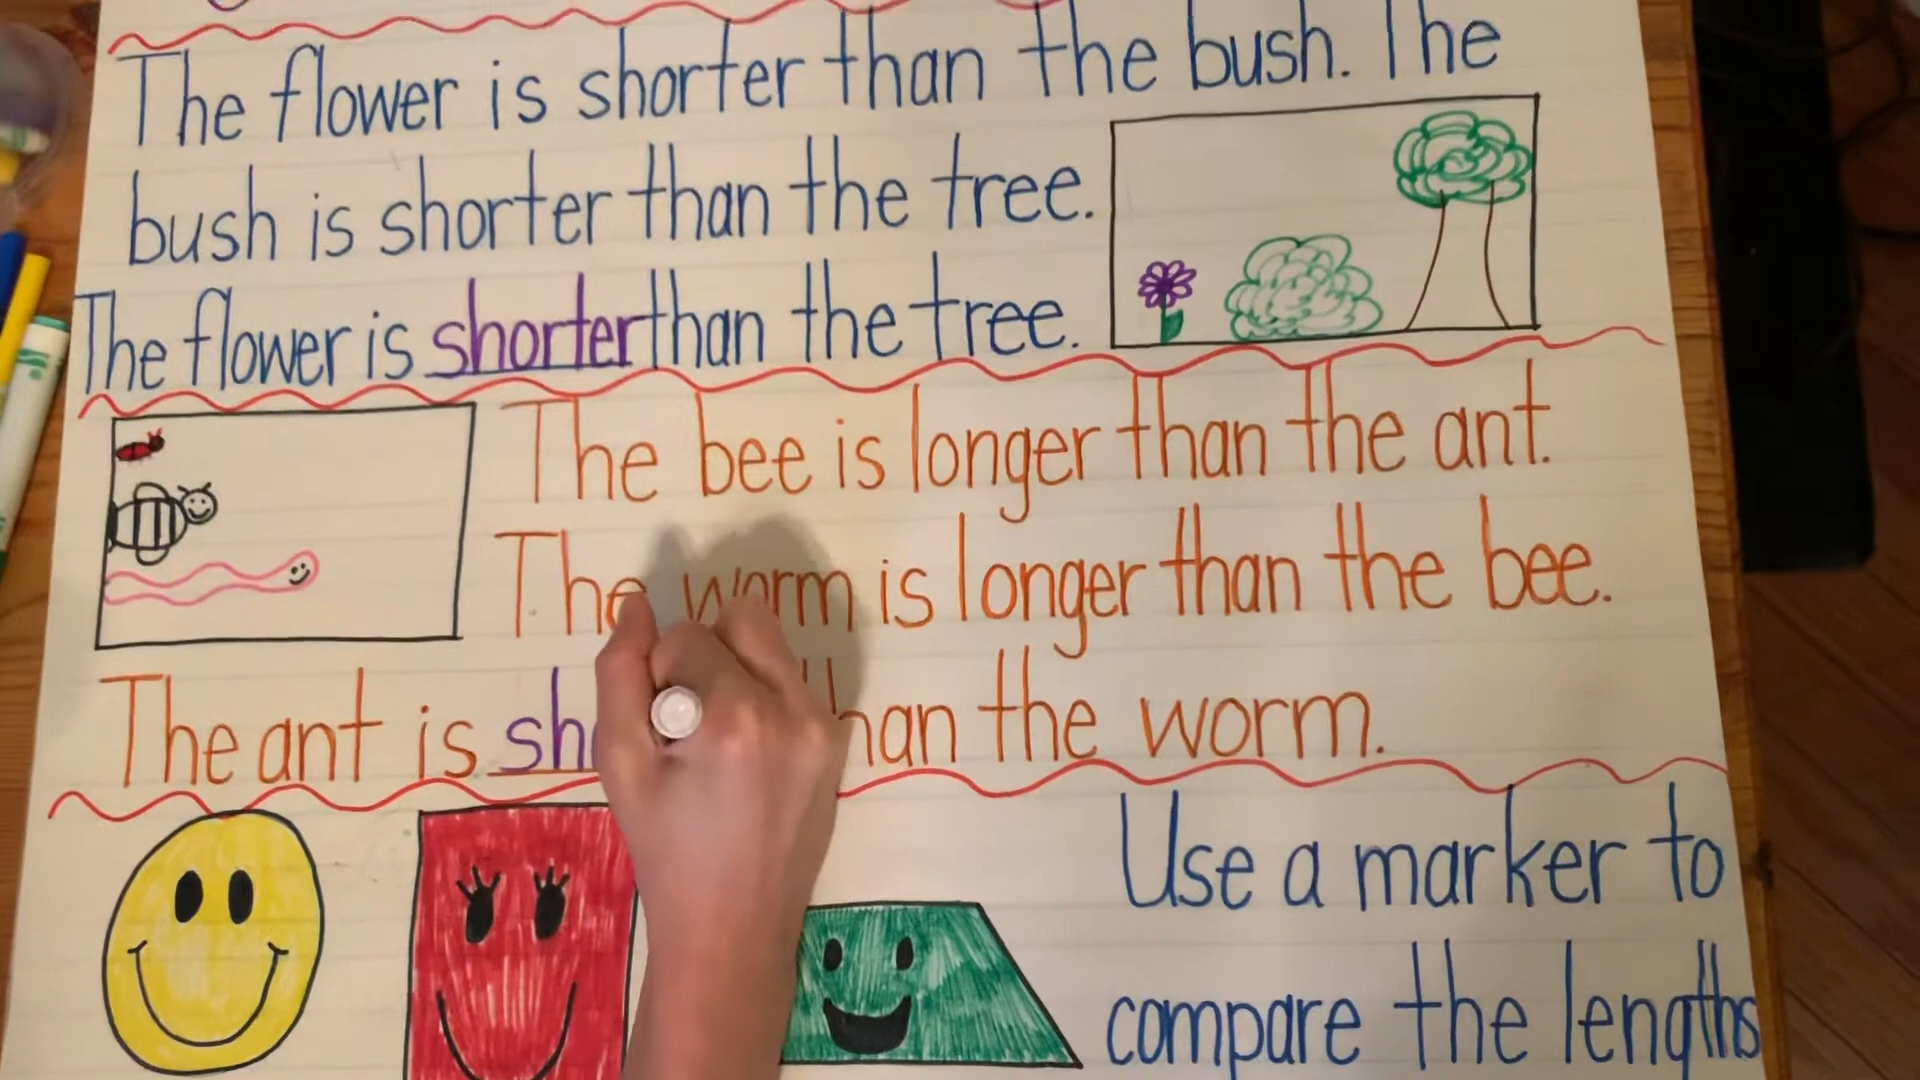 The flower is shorter than the bush. The
bush is shorter than the tree.
The flower is shorter than the tree.
The bee is longer than the ant.
The worm is longer than the bee.
The ant is sh than the worm.
Use a marker to
compare the lengths